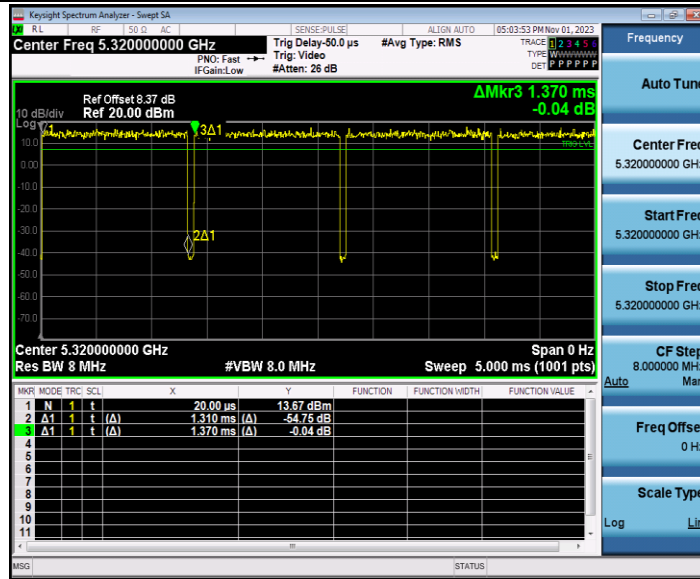 Keysight Spectrum Analyzer - Swept SA
LXI RL RF 50 Ω AC SENSE:PULSE ALIGN AUTO 05:03:53 PM Nov 01, 2023
Center Freq 5.320000000 GHz
PNO: Fast
IFGain:Low
Trig Delay-50.0 µs
Trig: Video
#Atten: 26 dB
#Avg Type: RMS
TRACE 1 2 3 4 5 6
TYPE WWWWWW
DET P P P P P P
ΔMkr3 1.370 ms
-0.04 dB
Ref Offset 8.37 dB
10 dB/div Ref 20.00 dBm
Log
1
3Δ1
2Δ1
TRIG LVL
10.0
0.00
-10.0
-20.0
-30.0
-40.0
-50.0
-60.0
-70.0
Center 5.320000000 GHz Span 0 Hz
Res BW 8 MHz #VBW 8.0 MHz Sweep 5.000 ms (1001 pts)
MKR MODE TRC SCL X Y FUNCTION FUNCTION WIDTH FUNCTION VALUE
1 N 1 t 20.00 µs 13.67 dBm
2 Δ1 1 t (Δ) 1.310 ms (Δ) -54.75 dB
3 Δ1 1 t (Δ) 1.370 ms (Δ) -0.04 dB
4
5
6
7
8
9
10
11
MSG STATUS
Frequency
Auto Tune
Center Freq
5.320000000 GHz
Start Freq
5.320000000 GHz
Stop Freq
5.320000000 GHz
CF Step
8.000000 MHz
Auto Man
Freq Offset
0 Hz
Scale Type
Log Lin